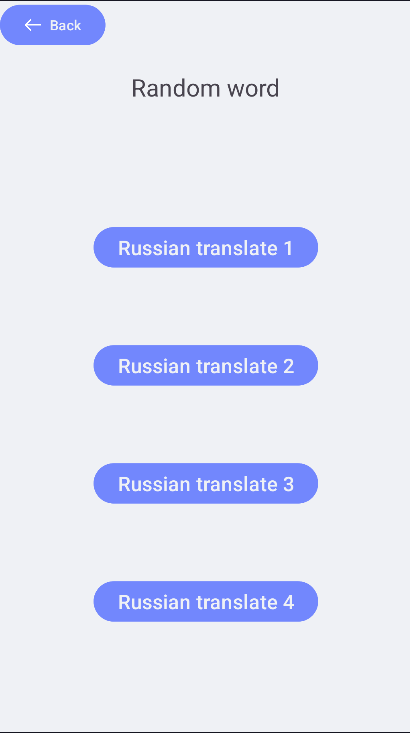 Back
Random word
Russian translate 1
Russian translate 2
Russian translate 3
Russian translate 4